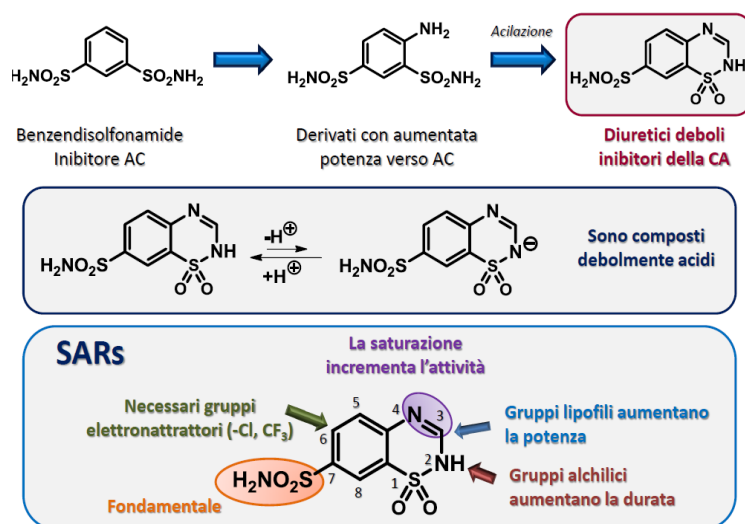 NH₂
Acilazione
N
H₂NO₂S
SO₂NH₂
H₂NO₂S
SO₂NH₂
H₂NO₂S
S
NH
O O
Benzendisolfonamide
Inibitore AC
Derivati con aumentata
potenza verso AC
Diuretici deboli
inibitori della CA
N
NH
H₂NO₂S
S
O O
-H⊕
+H⊕
N
N⊖
H₂NO₂S
S
O O
Sono composti
debolmente acidi
SARs
La saturazione
incrementa l'attività
Necessari gruppi
elettronattrattori (-Cl, CF₃)
5
4
N
3
6
Gruppi lipofili aumentano
la potenza
H₂NO₂S
7
8
1
S
2
NH
O O
Fondamentale
Gruppi alchilici
aumentano la durata